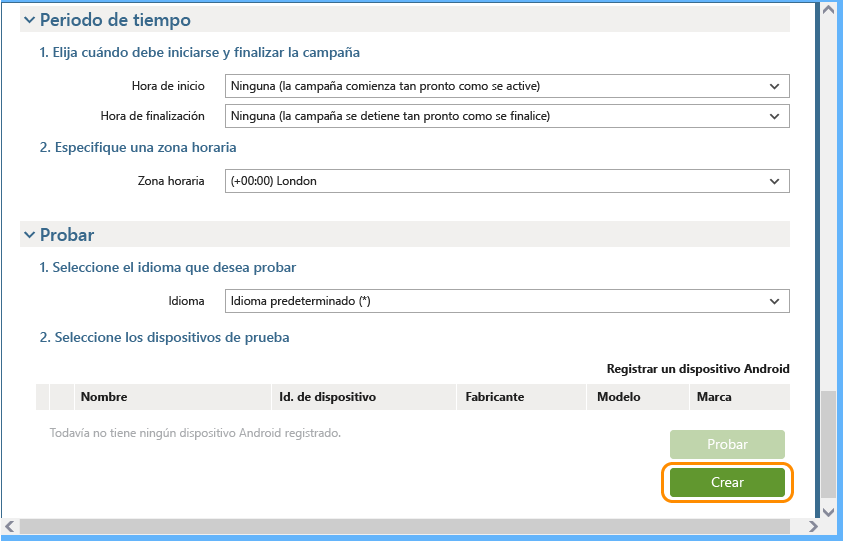 Periodo de tiempo
1. Elija cuándo debe iniciarse y finalizar la campaña
Hora de inicio Ninguna (la campaña comienza tan pronto como se active)
Hora de finalización Ninguna (la campaña se detiene tan pronto como se finalice)
2. Especifique una zona horaria
Zona horaria (+00:00) London
Probar
1. Seleccione el idioma que desea probar
Idioma Idioma predeterminado (*)
2. Seleccione los dispositivos de prueba
Registrar un dispositivo Android
Nombre Id. de dispositivo Fabricante Modelo Marca
Todavía no tiene ningún dispositivo Android registrado.
Probar
Crear